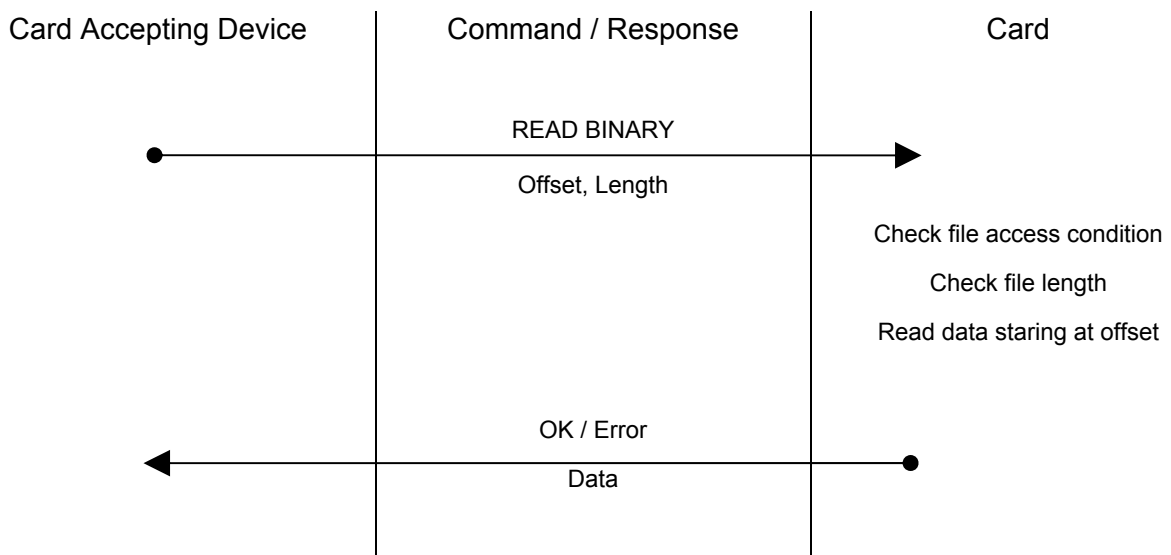 Card Accepting Device
Command / Response
Card
READ BINARY
Offset, Length
Check file access condition
Check file length
Read data staring at offset
OK / Error
Data